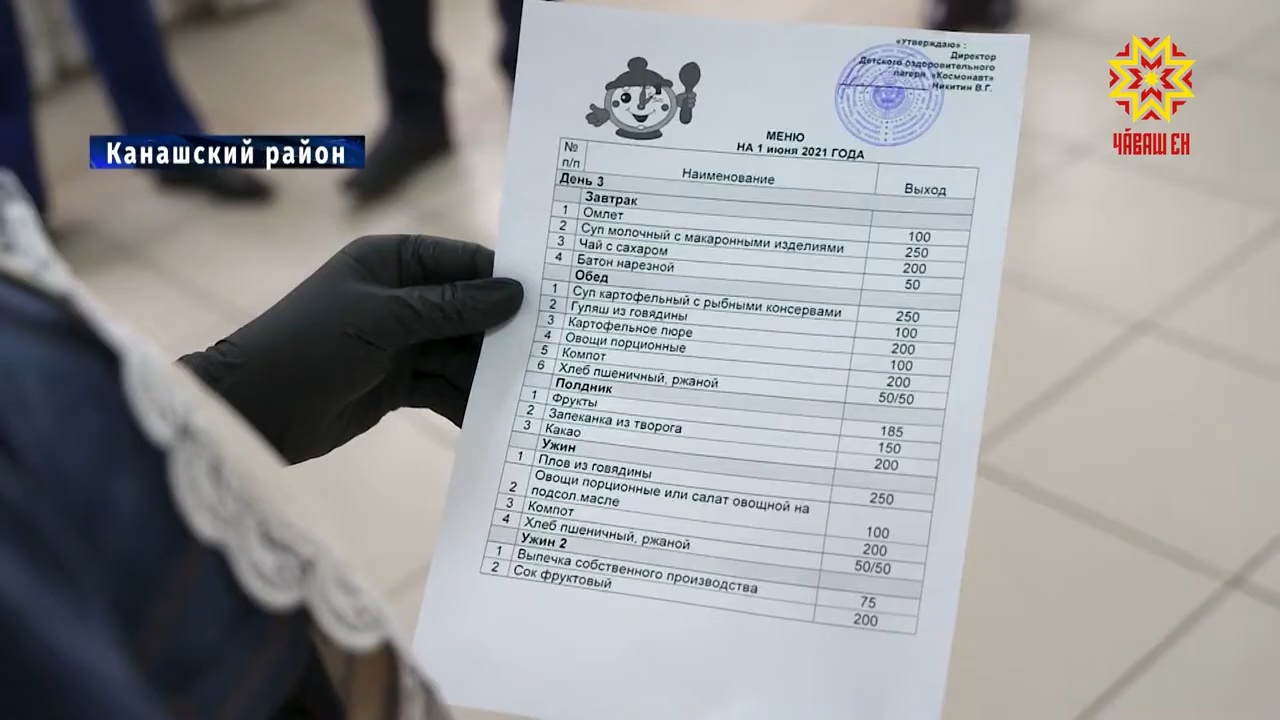 «Утверждаю» :
Директор
Детского оздоровительного
лагеря «Космонавт»
Никитин В.Г.
ЧӐВАШ ЕН
Канашский район
МЕНЮ
НА 1 июня 2021 ГОДА
№ п/п Наименование Выход
День 3
Завтрак
1 Омлет 100
2 Суп молочный с макаронными изделиями 250
3 Чай с сахаром 200
4 Батон нарезной 50
Обед
1 Суп картофельный с рыбными консервами 250
2 Гуляш из говядины 100
3 Картофельное пюре 200
4 Овощи порционные 100
5 Компот 200
6 Хлеб пшеничный, ржаной 50/50
Полдник
1 Фрукты 185
2 Запеканка из творога 150
3 Какао 200
Ужин
1 Плов из говядины 250
2 Овощи порционные или салат овощной на
подсол.масле 100
3 Компот 200
4 Хлеб пшеничный, ржаной 50/50
Ужин 2
1 Выпечка собственного производства 75
2 Сок фруктовый 200